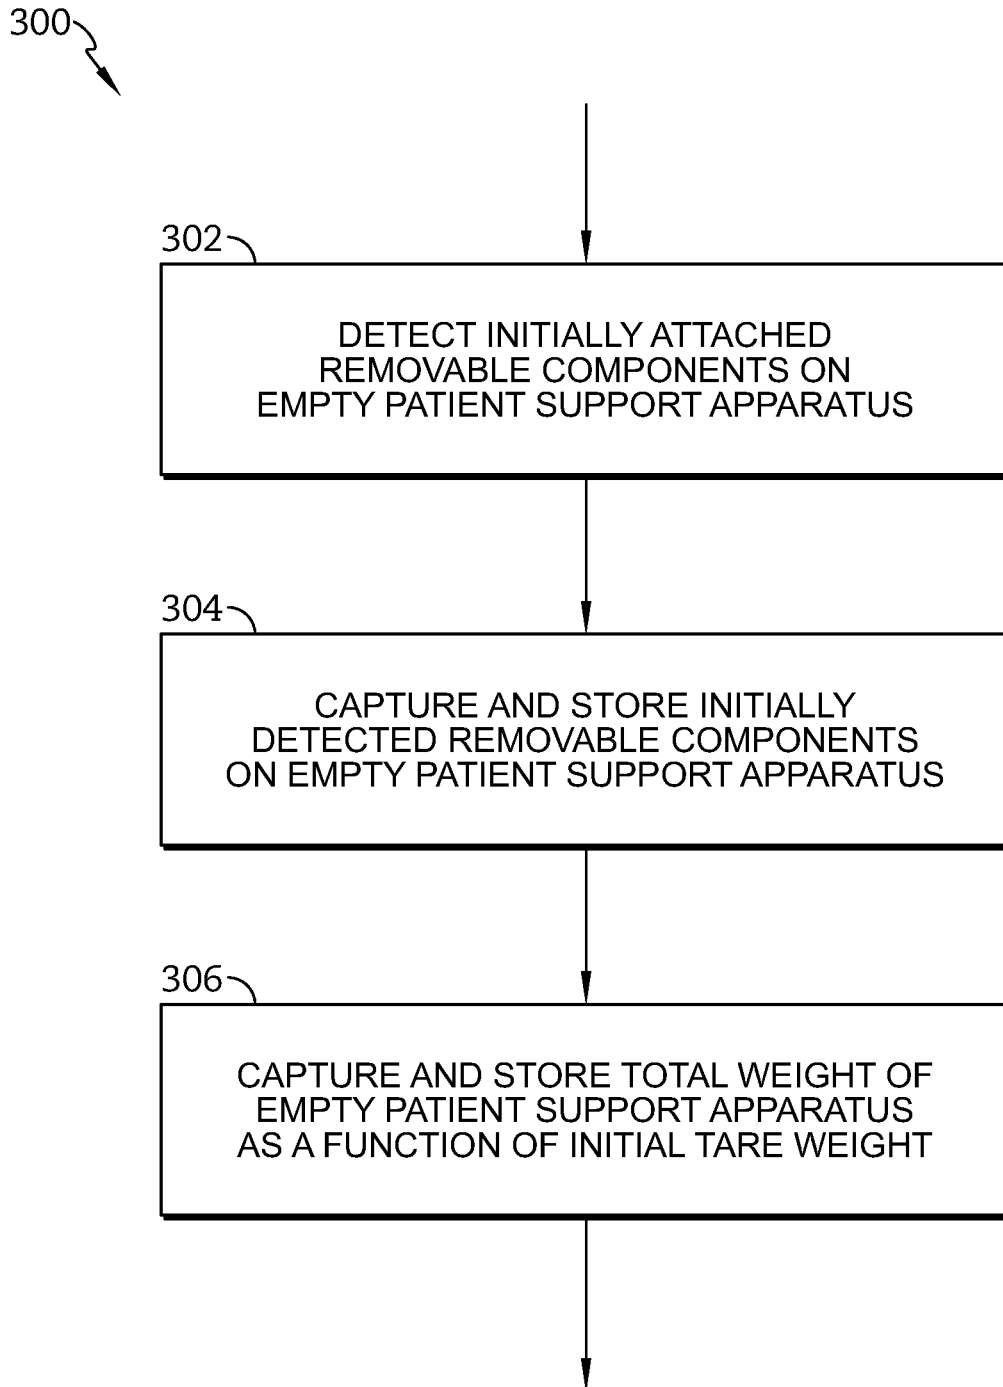 300
302
DETECT INITIALLY ATTACHED
REMOVABLE COMPONENTS ON
EMPTY PATIENT SUPPORT APPARATUS
304
CAPTURE AND STORE INITIALLY
DETECTED REMOVABLE COMPONENTS
ON EMPTY PATIENT SUPPORT APPARATUS
306
CAPTURE AND STORE TOTAL WEIGHT OF
EMPTY PATIENT SUPPORT APPARATUS
AS A FUNCTION OF INITIAL TARE WEIGHT